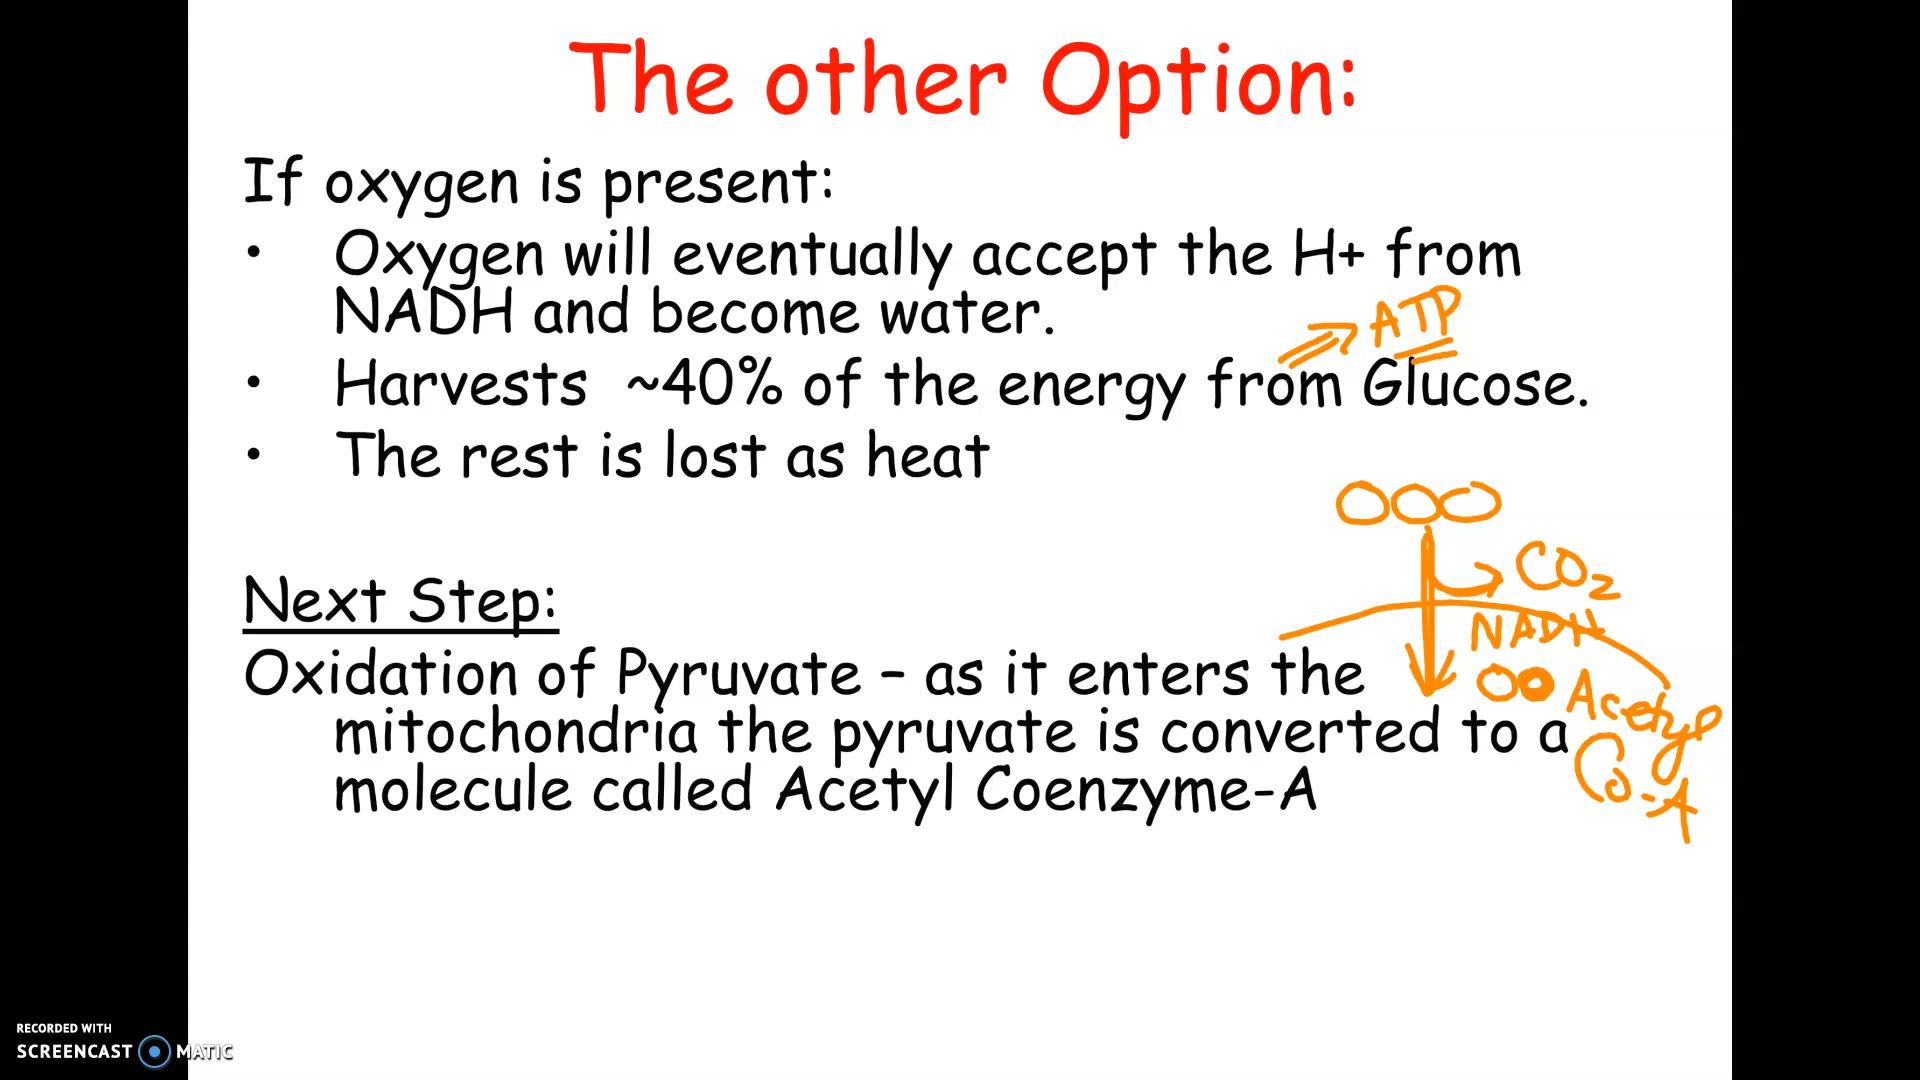 The other Option:
If oxygen is present:
• Oxygen will eventually accept the H+ from
NADH and become water.
ATP
• Harvests ~40% of the energy from Glucose.
• The rest is lost as heat
CO2
Next Step:
NADH
Oxidation of Pyruvate – as it enters the
Acetyl
mitochondria the pyruvate is converted to a
Co-A
molecule called Acetyl Coenzyme-A
RECORDED WITH
SCREENCAST MATIC